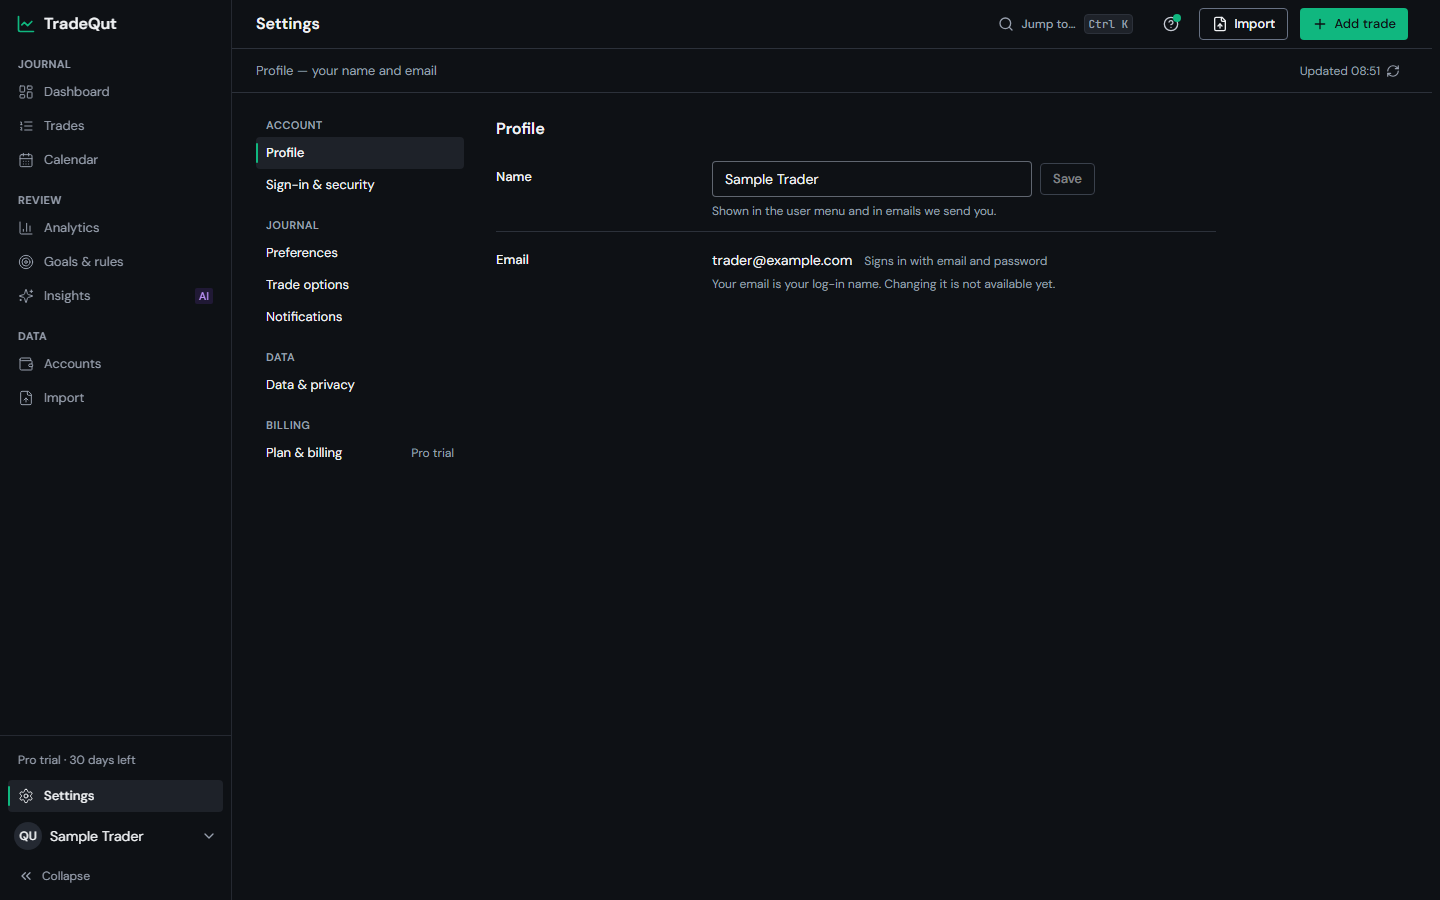 TradeQut
JOURNAL
Dashboard
Trades
Calendar
REVIEW
Analytics
Goals & rules
Insights AI
DATA
Accounts
Import
Pro trial · 30 days left
Settings
QU Sample Trader
Collapse
Settings
Jump to... Ctrl K
Import
Add trade
Profile — your name and email
Updated 08:51
ACCOUNT
Profile
Sign-in & security
JOURNAL
Preferences
Trade options
Notifications
DATA
Data & privacy
BILLING
Plan & billing Pro trial
Profile
Name
Sample Trader
Save
Shown in the user menu and in emails we send you.
Email
trader@example.com Signs in with email and password
Your email is your log-in name. Changing it is not available yet.